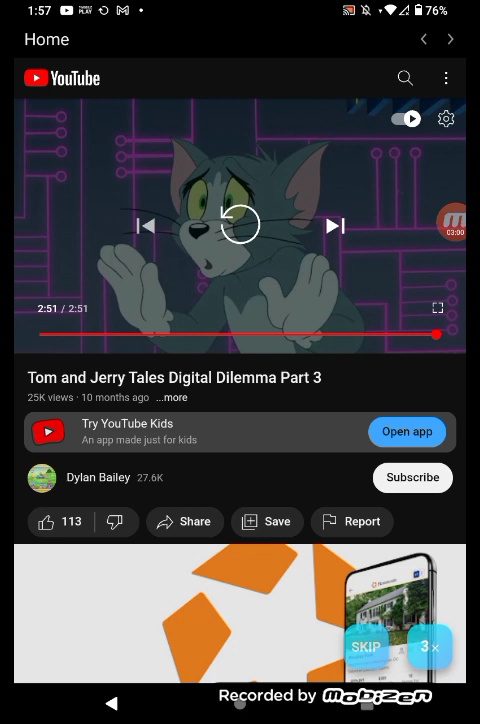 1:57
76%
Home
YouTube
03:00
2:51 / 2:51
Tom and Jerry Tales Digital Dilemma Part 3
25K views · 10 months ago ...more
Try YouTube Kids
An app made just for kids
Open app
Dylan Bailey 27.6K
Subscribe
113
Share
Save
Report
SKIP
3×
Recorded by Mobizen